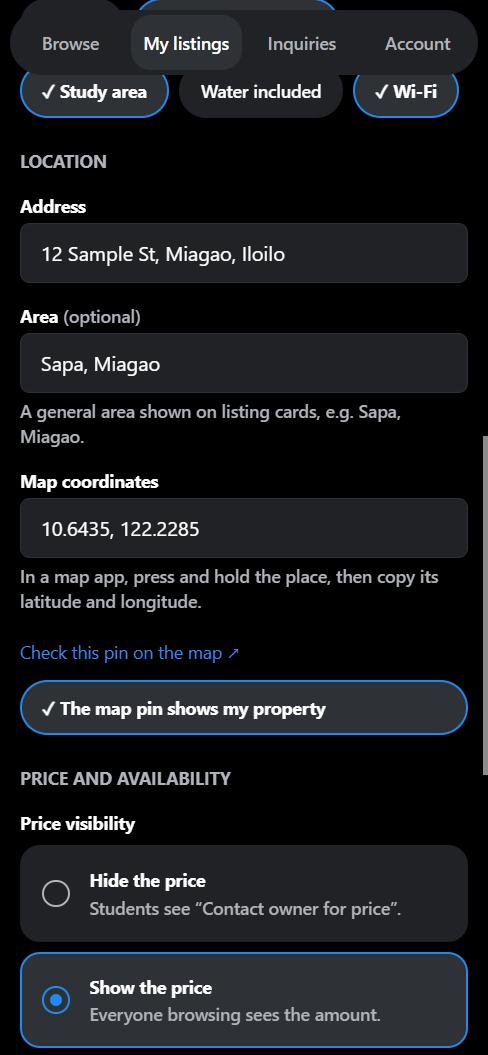 Browse My listings Inquiries Account
✓ Study area Water included ✓ Wi-Fi
LOCATION
Address
12 Sample St, Miagao, Iloilo
Area (optional)
Sapa, Miagao
A general area shown on listing cards, e.g. Sapa,
Miagao.
Map coordinates
10.6435, 122.2285
In a map app, press and hold the place, then copy its
latitude and longitude.
Check this pin on the map ↗
✓ The map pin shows my property
PRICE AND AVAILABILITY
Price visibility
Hide the price
Students see “Contact owner for price”.
Show the price
Everyone browsing sees the amount.